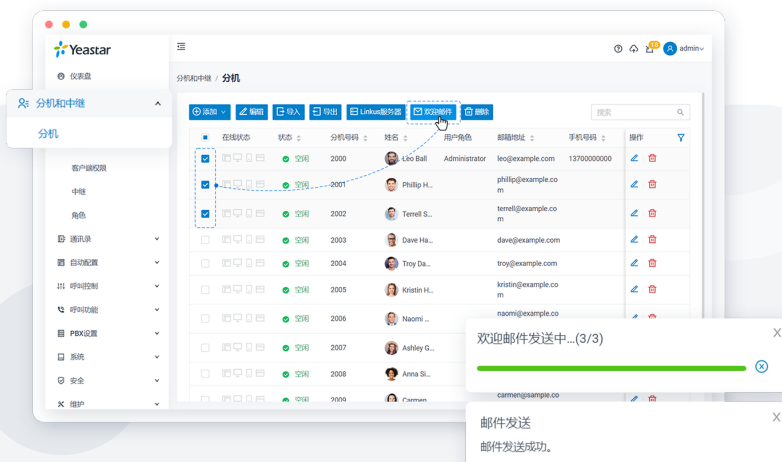 Yeastar
10
admin
仪表盘
分机和中继 / 分机
分机和中继
分机
客户端权限
中继
角色
通讯录
自动配置
呼叫控制
呼叫功能
PBX设置
系统
安全
维护
添加 编辑 导入 导出 Linkus服务器 欢迎邮件 删除 搜索
在线状态 状态 分机号码 姓名 用户角色 邮箱地址 手机号码 操作
空闲 2000 Leo Ball Administrator leo@example.com 13700000000
空闲 2001 Phillip H... phillip@example.co
m
空闲 2002 Terrell S... terrell@example.co
m
空闲 2003 Dave Ha... dave@example.com
空闲 2004 Troy Da... troy@example.com
空闲 2005 Kristin H... kristin@example.co
m
空闲 2006 Naomi ... naomi@example.co
空闲 2007 Ashley G...
空闲 2008 Anna Si...
空闲 2009 Carmen carmen@sample.co
欢迎邮件发送中...(3/3)
X
邮件发送
X
邮件发送成功。